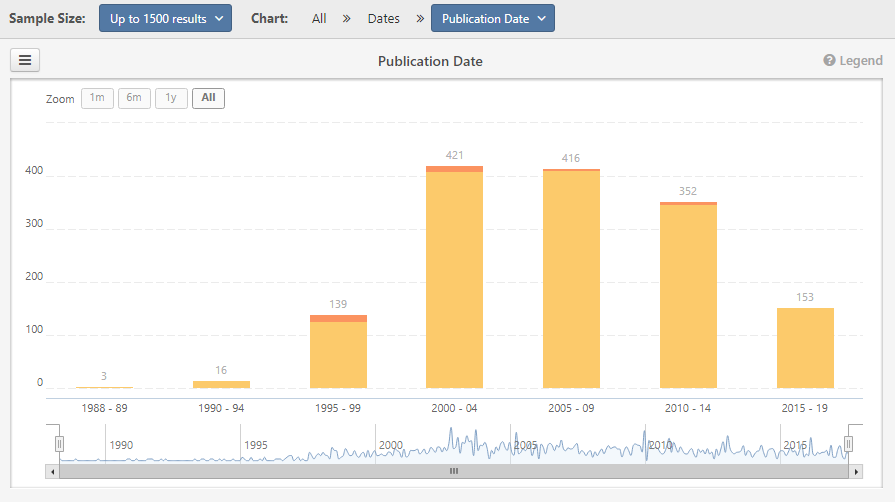 Sample Size: Up to 1500 results Chart: All » Dates » Publication Date
Publication Date
Legend
Zoom 1m 6m 1y All
421
416
352
139
153
16
3
400
300
200
100
0
1988 - 89 1990 - 94 1995 - 99 2000 - 04 2005 - 09 2010 - 14 2015 - 19
1990 1995 2000 2005 2010 2015